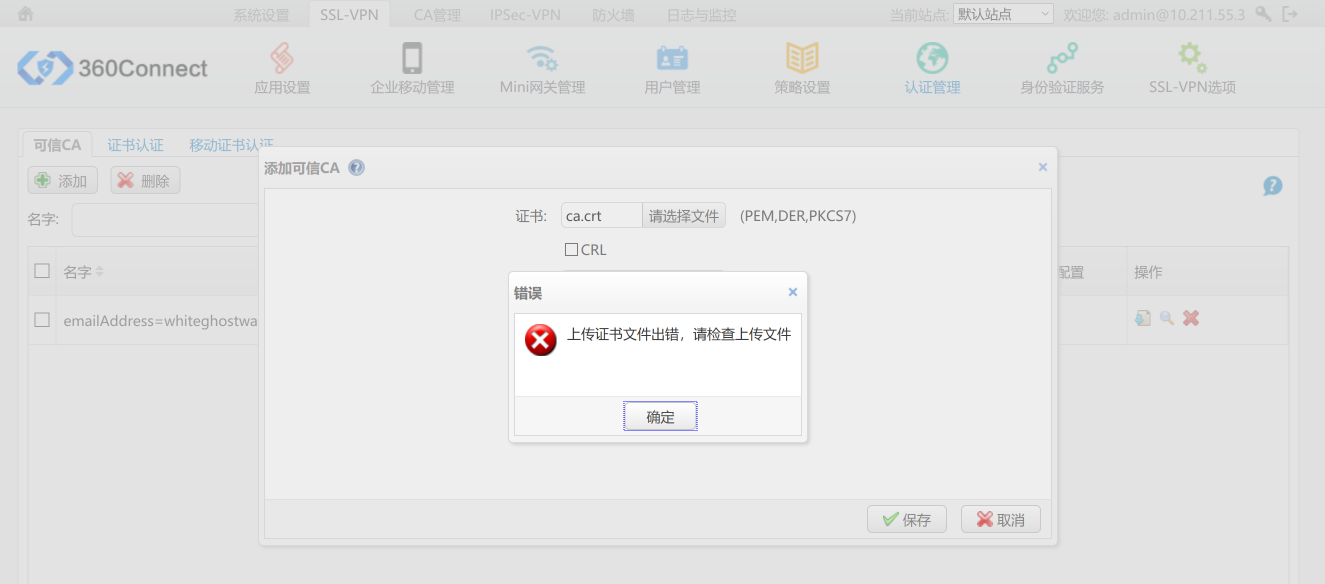 系统设置 SSL-VPN CA管理 IPSec-VPN 防火墙 日志与监控 当前站点: 默认站点 欢迎您: admin@10.211.55.3
360Connect
应用设置 企业移动管理 Mini网关管理 用户管理 策略设置 认证管理 身份验证服务 SSL-VPN选项
可信CA 证书认证 移动证书认证
添加可信CA
添加 删除
证书: ca.crt 请选择文件 (PEM,DER,PKCS7)
名字:
CRL
名字 配置 操作
错误
emailAddress=whiteghostwa
上传证书文件出错，请检查上传文件
确定
保存 取消